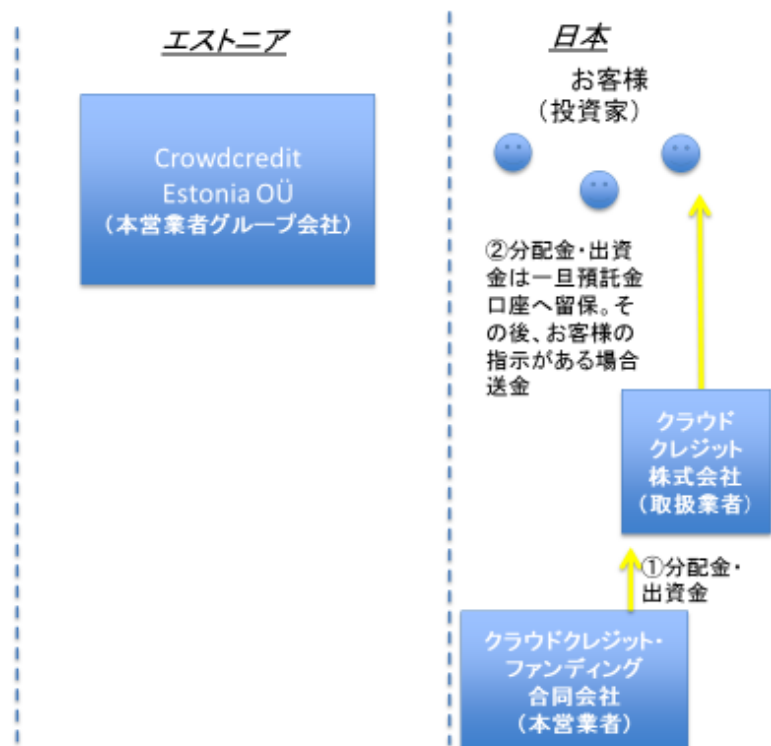 エストニア
Crowdcredit
Estonia OÜ
（本営業者グループ会社）
日本
お客様
（投資家）
②分配金・出資
金は一旦預託金
口座へ留保。そ
の後、お客様の
指示がある場合
送金
クラウド
クレジット
株式会社
（取扱業者）
①分配金・
出資金
クラウドクレジット・
ファンディング
合同会社
（本営業者）